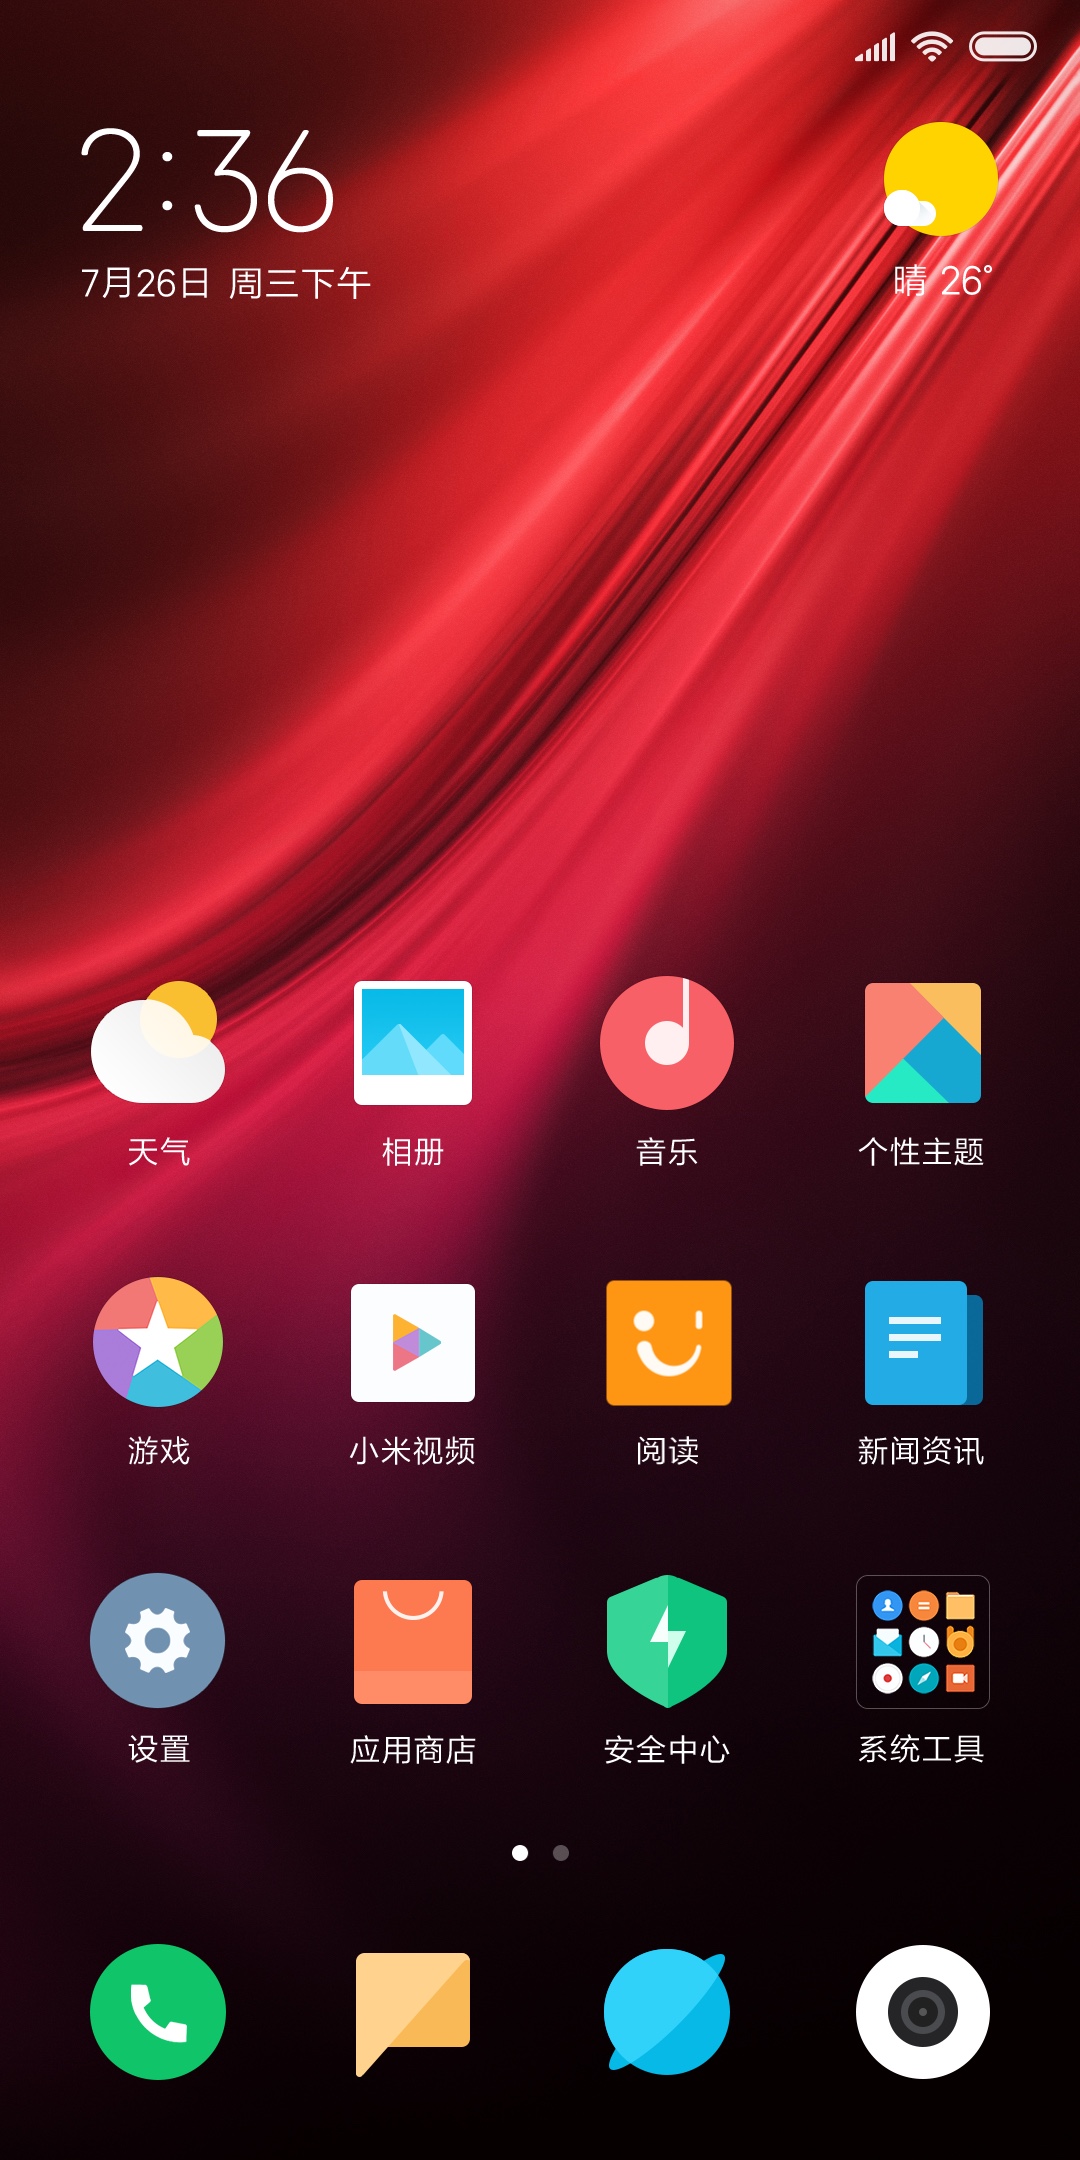 2:36
7月26日 周三下午
晴 26°
天气
相册
音乐
个性主题
游戏
小米视频
阅读
新闻资讯
设置
应用商店
安全中心
系统工具